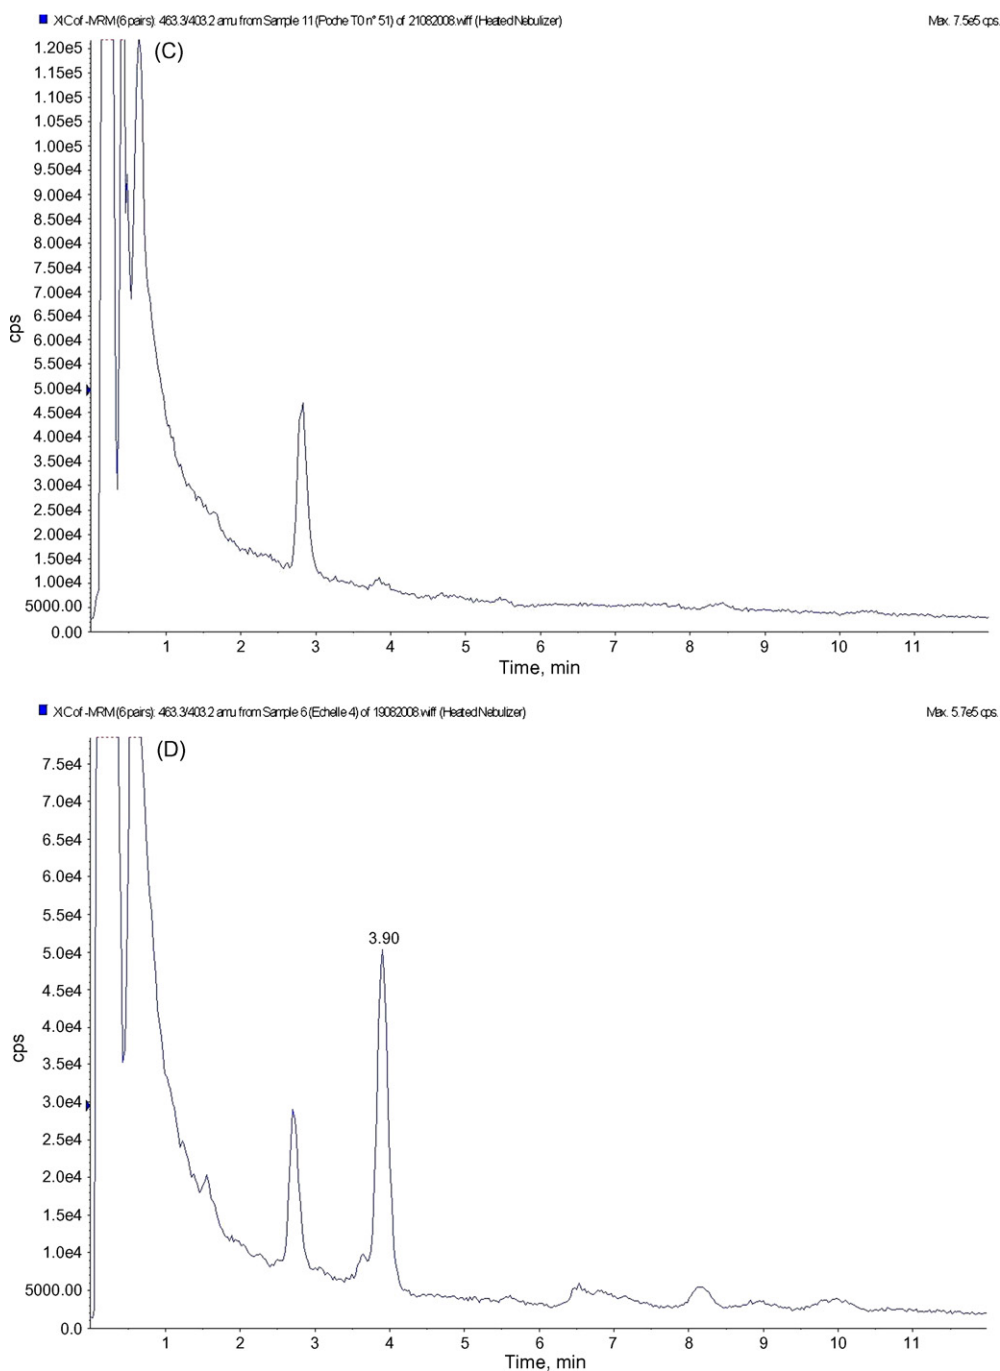 XIC of -MRM (6 pairs): 463.3/403.2 amu from Sample 11 (Poche T0 n° 51) of 21082008.wiff (Heated Nebulizer) Max. 7.5e5 cps.
(C)
1.20e5
1.15e5
1.10e5
1.05e5
1.00e5
9.50e4
9.00e4
8.50e4
8.00e4
7.50e4
7.00e4
6.50e4
6.00e4
5.50e4
5.00e4
4.50e4
4.00e4
3.50e4
3.00e4
2.50e4
2.00e4
1.50e4
1.00e4
5000.00
0.00
cps
1 2 3 4 5 6 7 8 9 10 11
Time, min
XIC of -MRM (6 pairs): 463.3/403.2 amu from Sample 6 (Echelle 4) of 19082008.wiff (Heated Nebulizer) Max. 5.7e5 cps.
(D)
7.5e4
7.0e4
6.5e4
6.0e4
5.5e4
5.0e4
4.5e4
4.0e4
3.5e4
3.0e4
2.5e4
2.0e4
1.5e4
1.0e4
5000.00
0.0
cps
3.90
1 2 3 4 5 6 7 8 9 10 11
Time, min